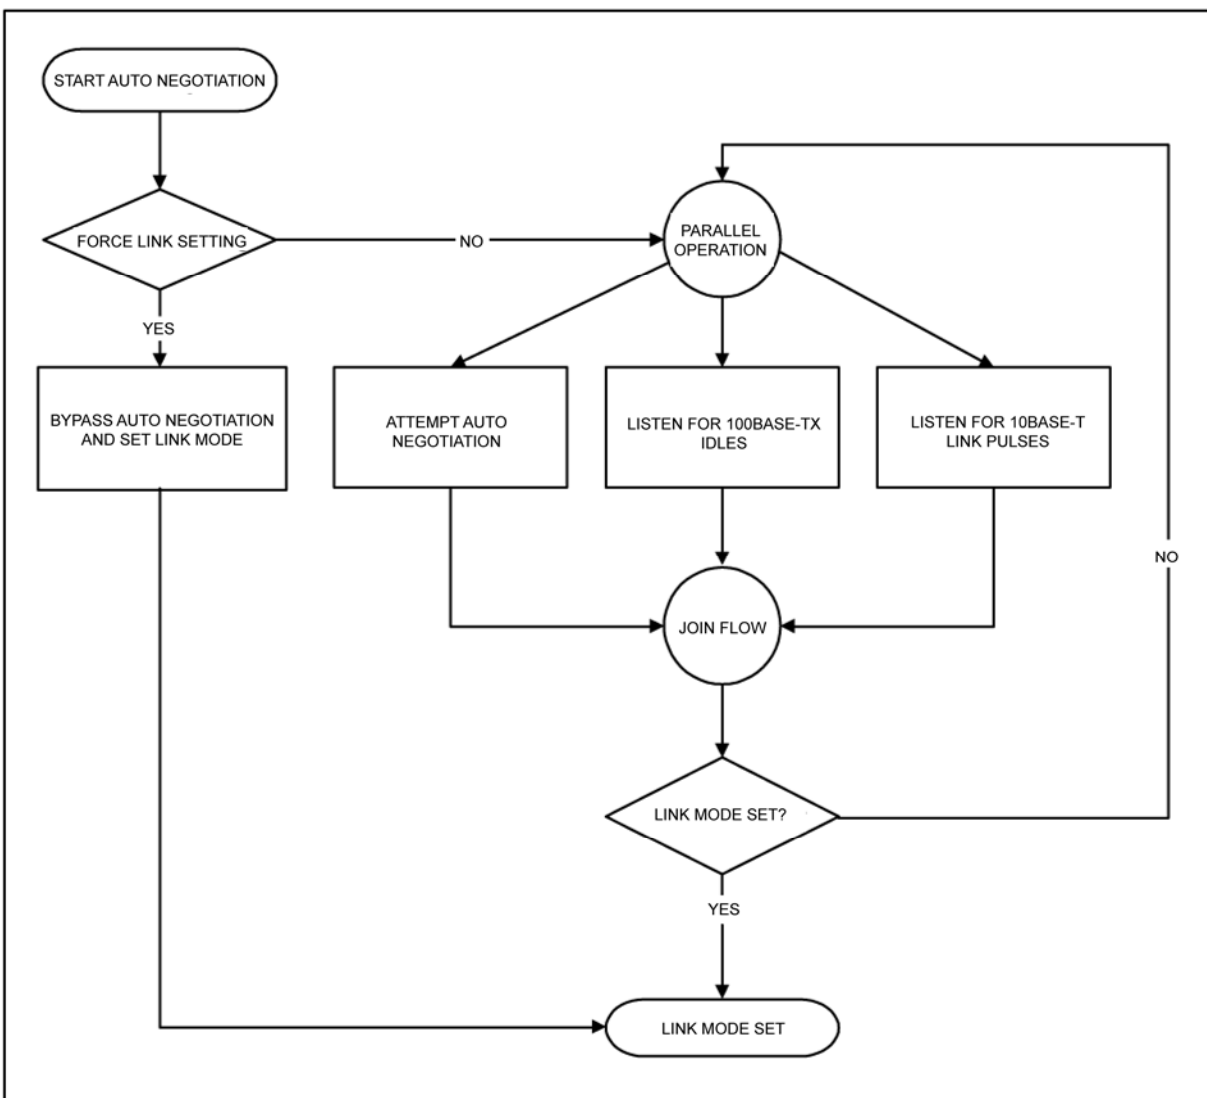 START AUTO NEGOTIATION
FORCE LINK SETTING
NO
PARALLEL
OPERATION
YES
BYPASS AUTO NEGOTIATION
AND SET LINK MODE
ATTEMPT AUTO
NEGOTIATION
LISTEN FOR 100BASE-TX
IDLES
LISTEN FOR 10BASE-T
LINK PULSES
NO
JOIN FLOW
LINK MODE SET?
YES
LINK MODE SET